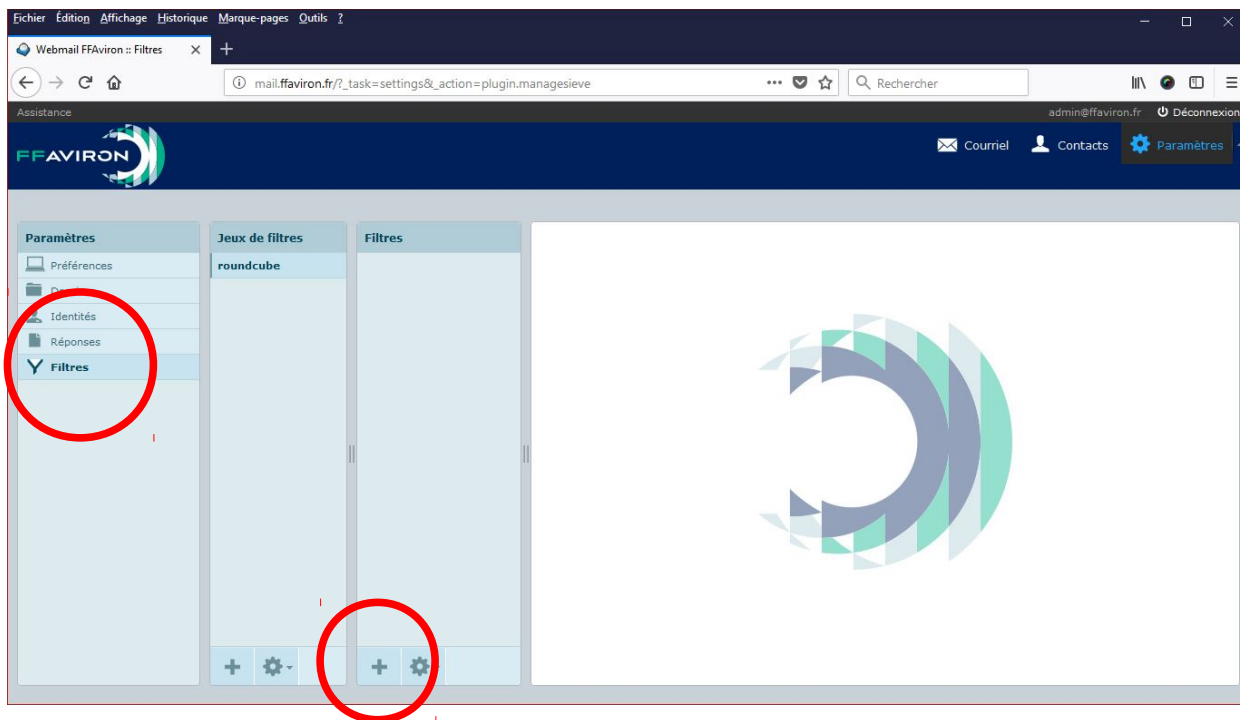 Fichier Édition Affichage Historique Marque-pages Outils ?
Webmail FFAviron :: Filtres
mail.ffaviron.fr/?_task=settings&_action=plugin.managesieve
Rechercher
Assistance
admin@ffaviron.fr Déconnexion
FFAVIRON
Courriel Contacts Paramètres
Paramètres
Préférences
Identités
Réponses
Filtres
Jeux de filtres
roundcube
Filtres